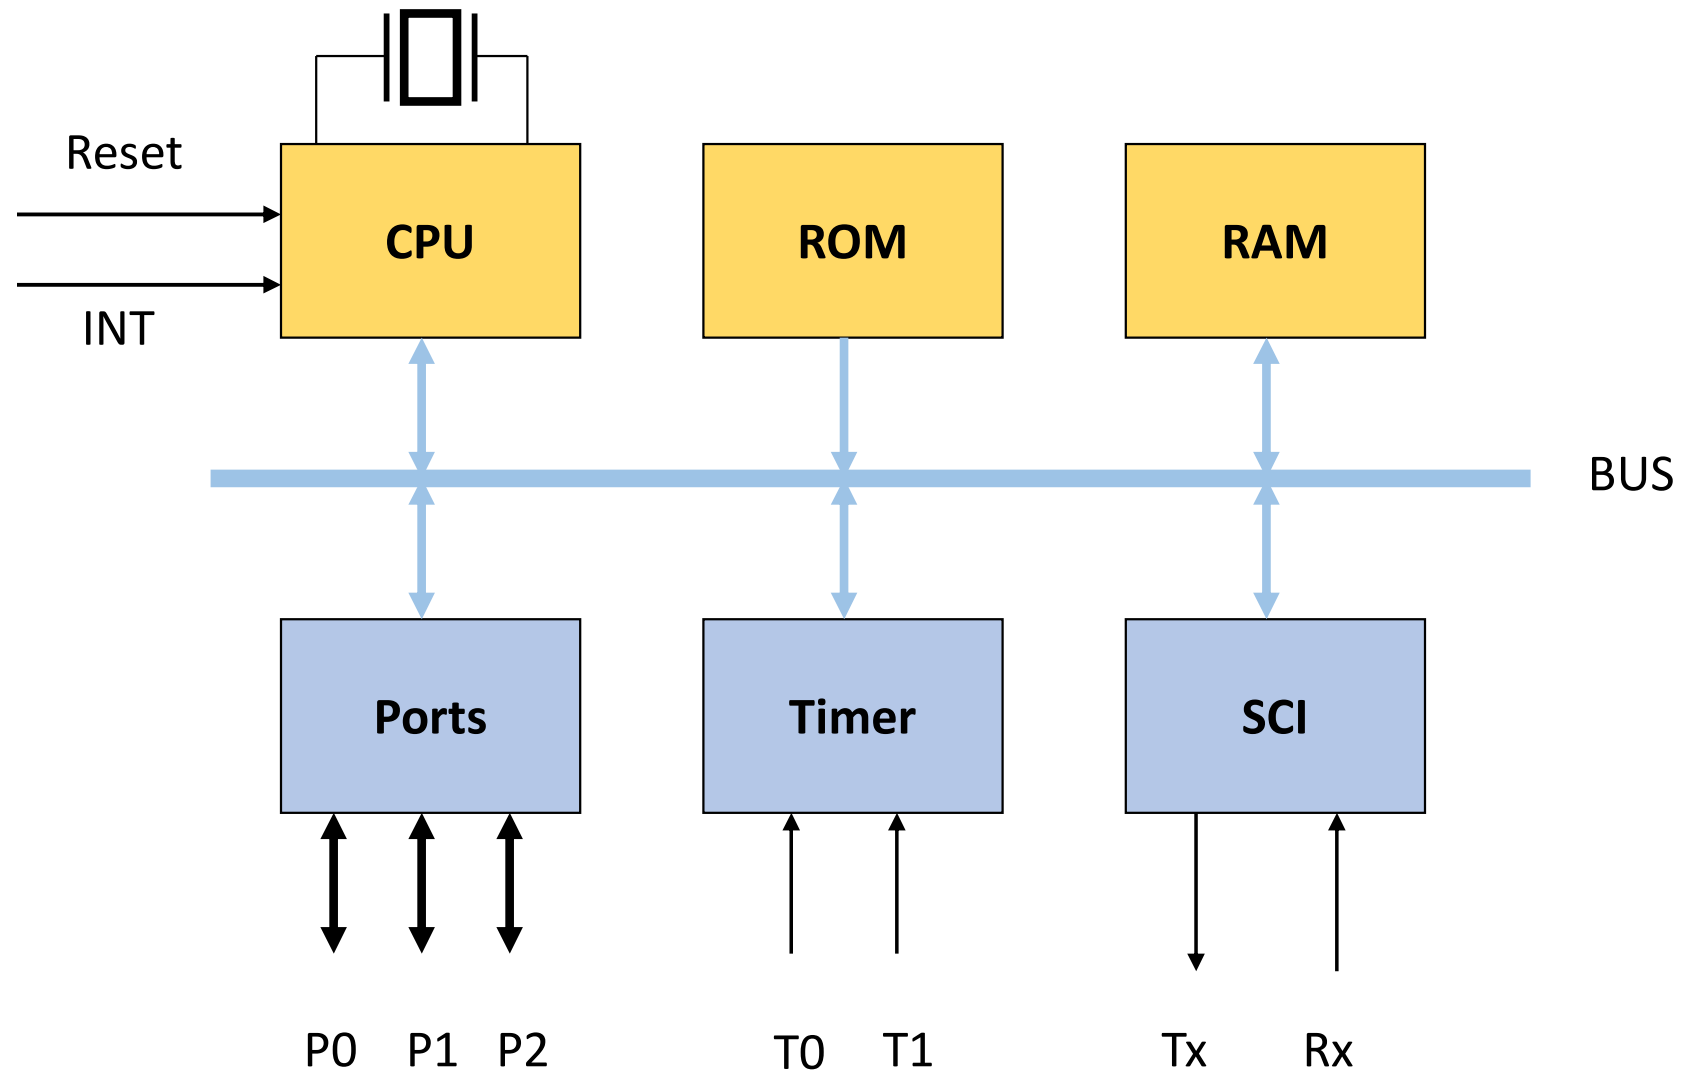 Reset
INT
CPU
ROM
RAM
BUS
Ports
Timer
SCI
P0 P1 P2
T0 T1
Tx Rx